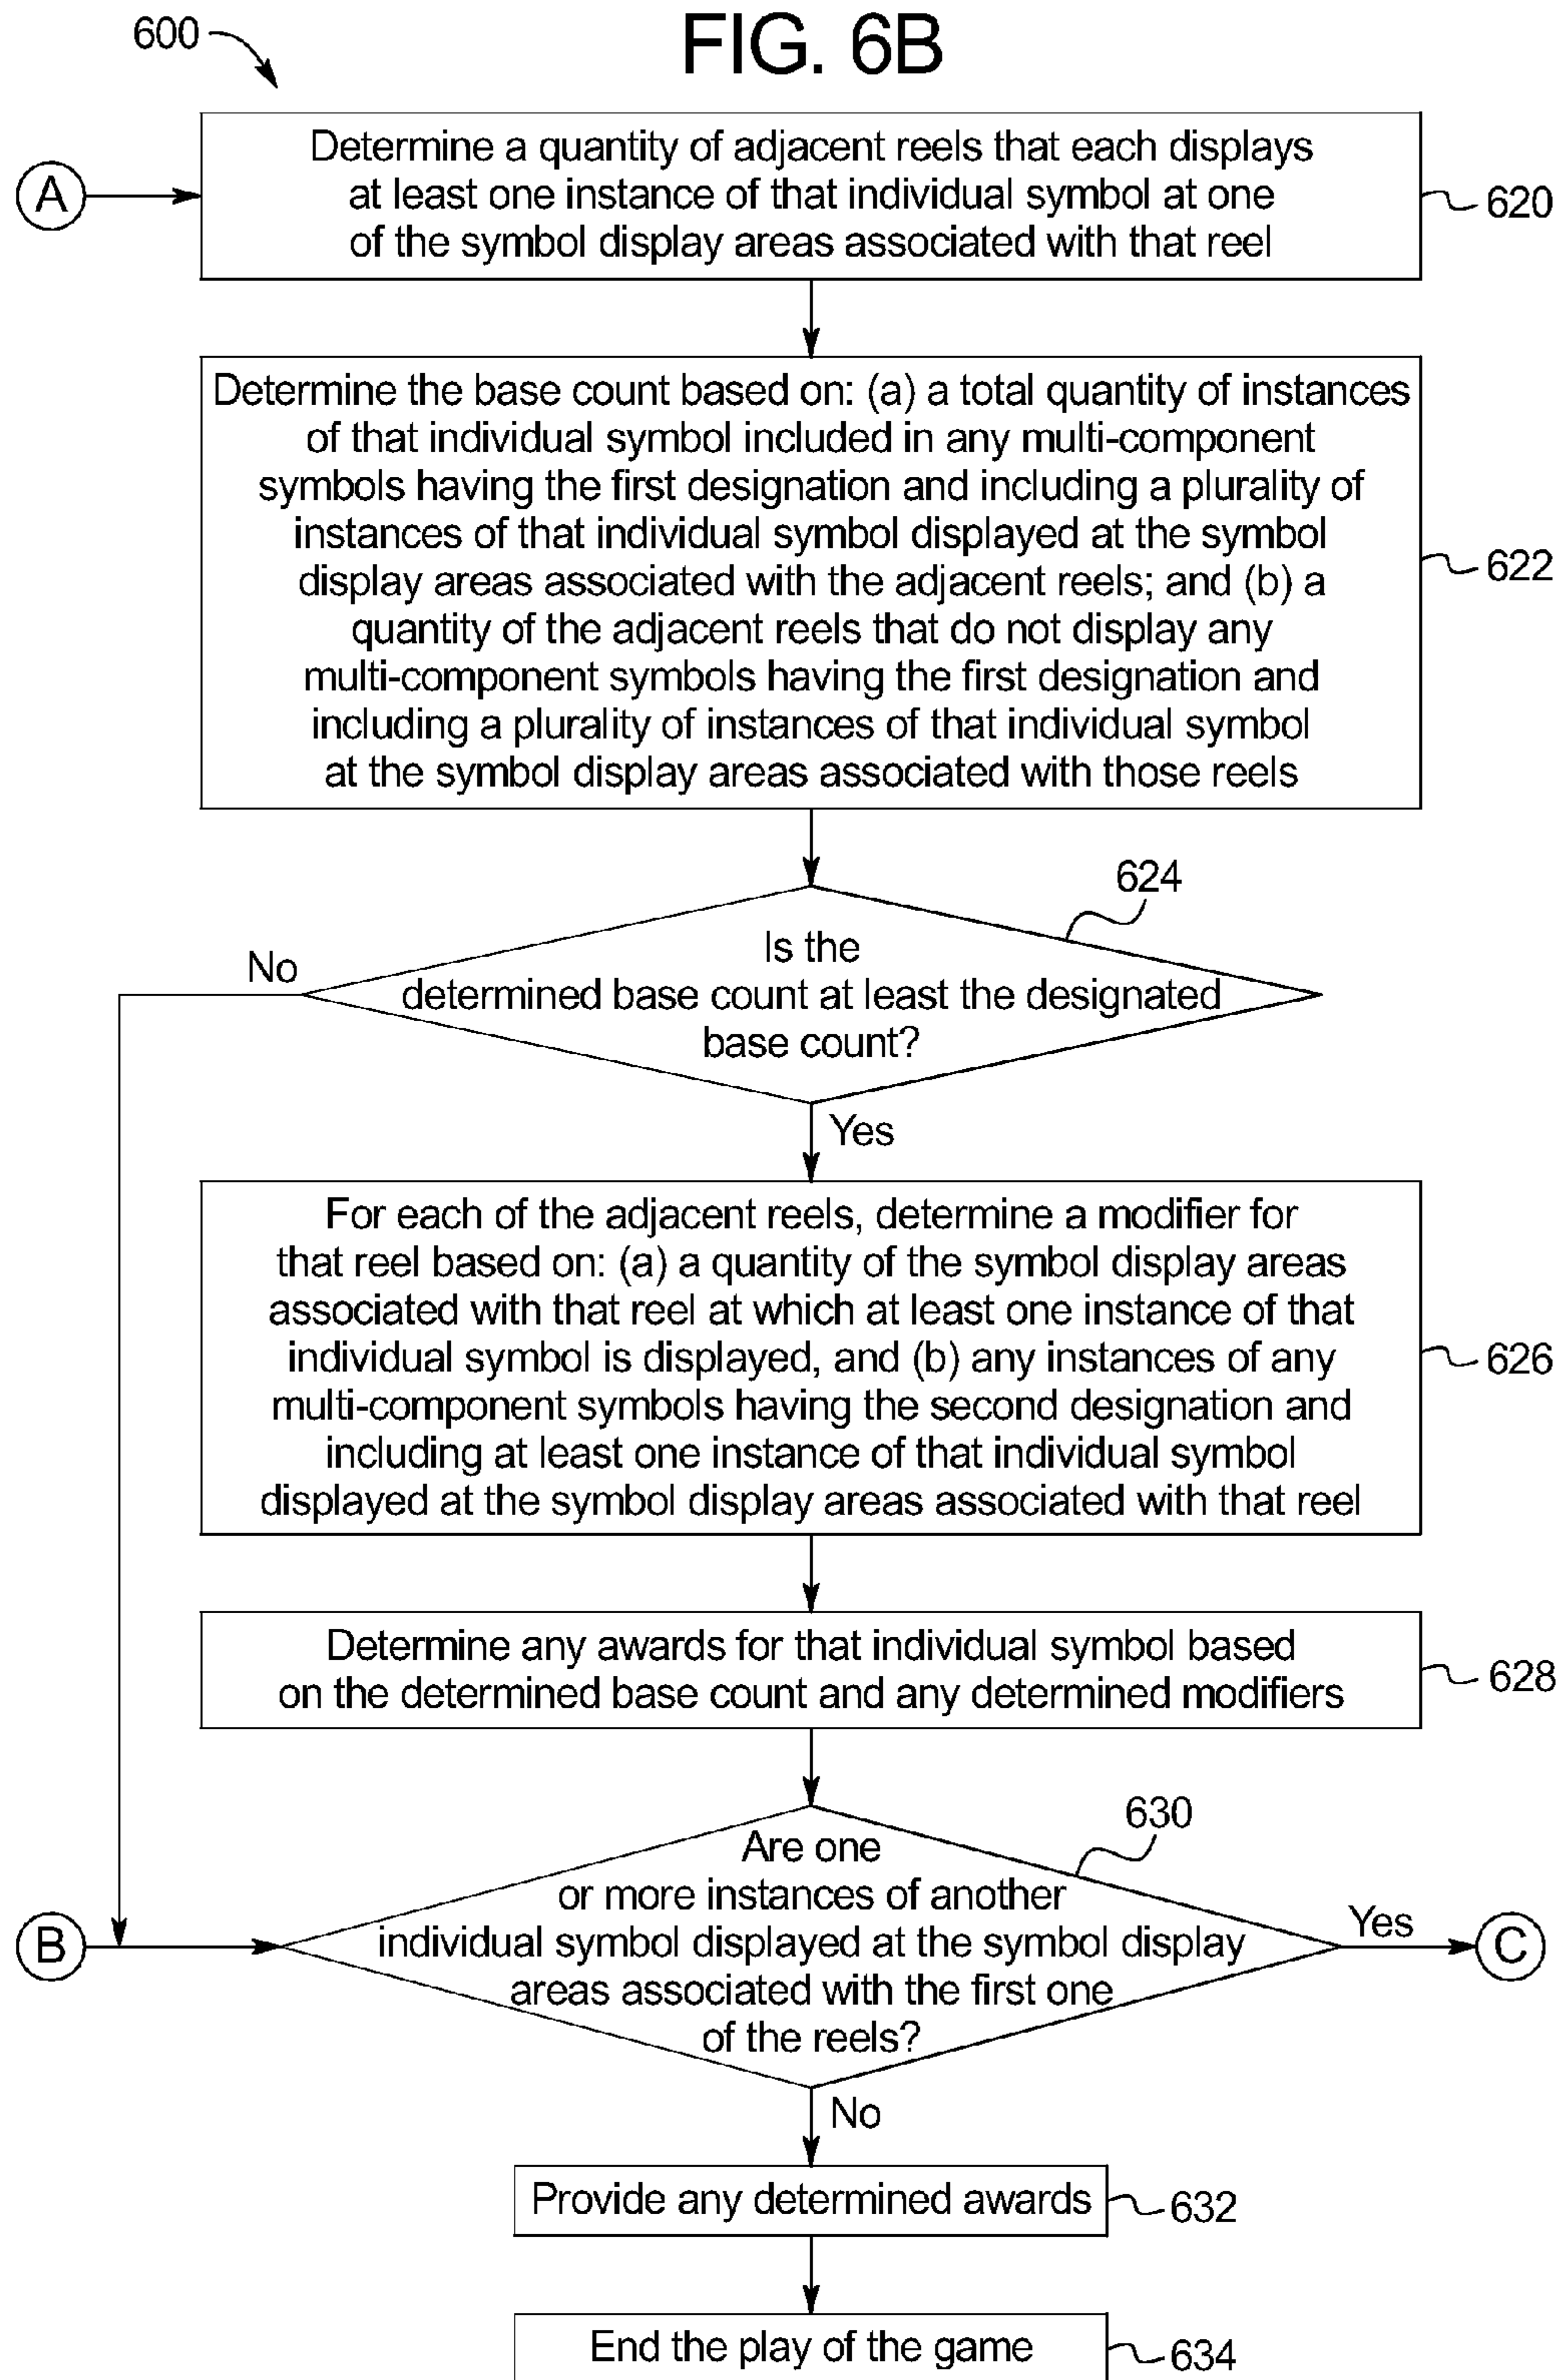 FIG. 6B
600
A
Determine a quantity of adjacent reels that each displays
at least one instance of that individual symbol at one
of the symbol display areas associated with that reel
620
Determine the base count based on: (a) a total quantity of instances
of that individual symbol included in any multi-component
symbols having the first designation and including a plurality of
instances of that individual symbol displayed at the symbol
display areas associated with the adjacent reels; and (b) a
quantity of the adjacent reels that do not display any
multi-component symbols having the first designation and
including a plurality of instances of that individual symbol
at the symbol display areas associated with those reels
622
624
Is the
determined base count at least the designated
base count?
No
Yes
For each of the adjacent reels, determine a modifier for
that reel based on: (a) a quantity of the symbol display areas
associated with that reel at which at least one instance of that
individual symbol is displayed, and (b) any instances of any
multi-component symbols having the second designation and
including at least one instance of that individual symbol
displayed at the symbol display areas associated with that reel
626
Determine any awards for that individual symbol based
on the determined base count and any determined modifiers
628
630
B
Are one
or more instances of another
individual symbol displayed at the symbol display
areas associated with the first one
of the reels?
Yes
C
No
Provide any determined awards
632
End the play of the game
634